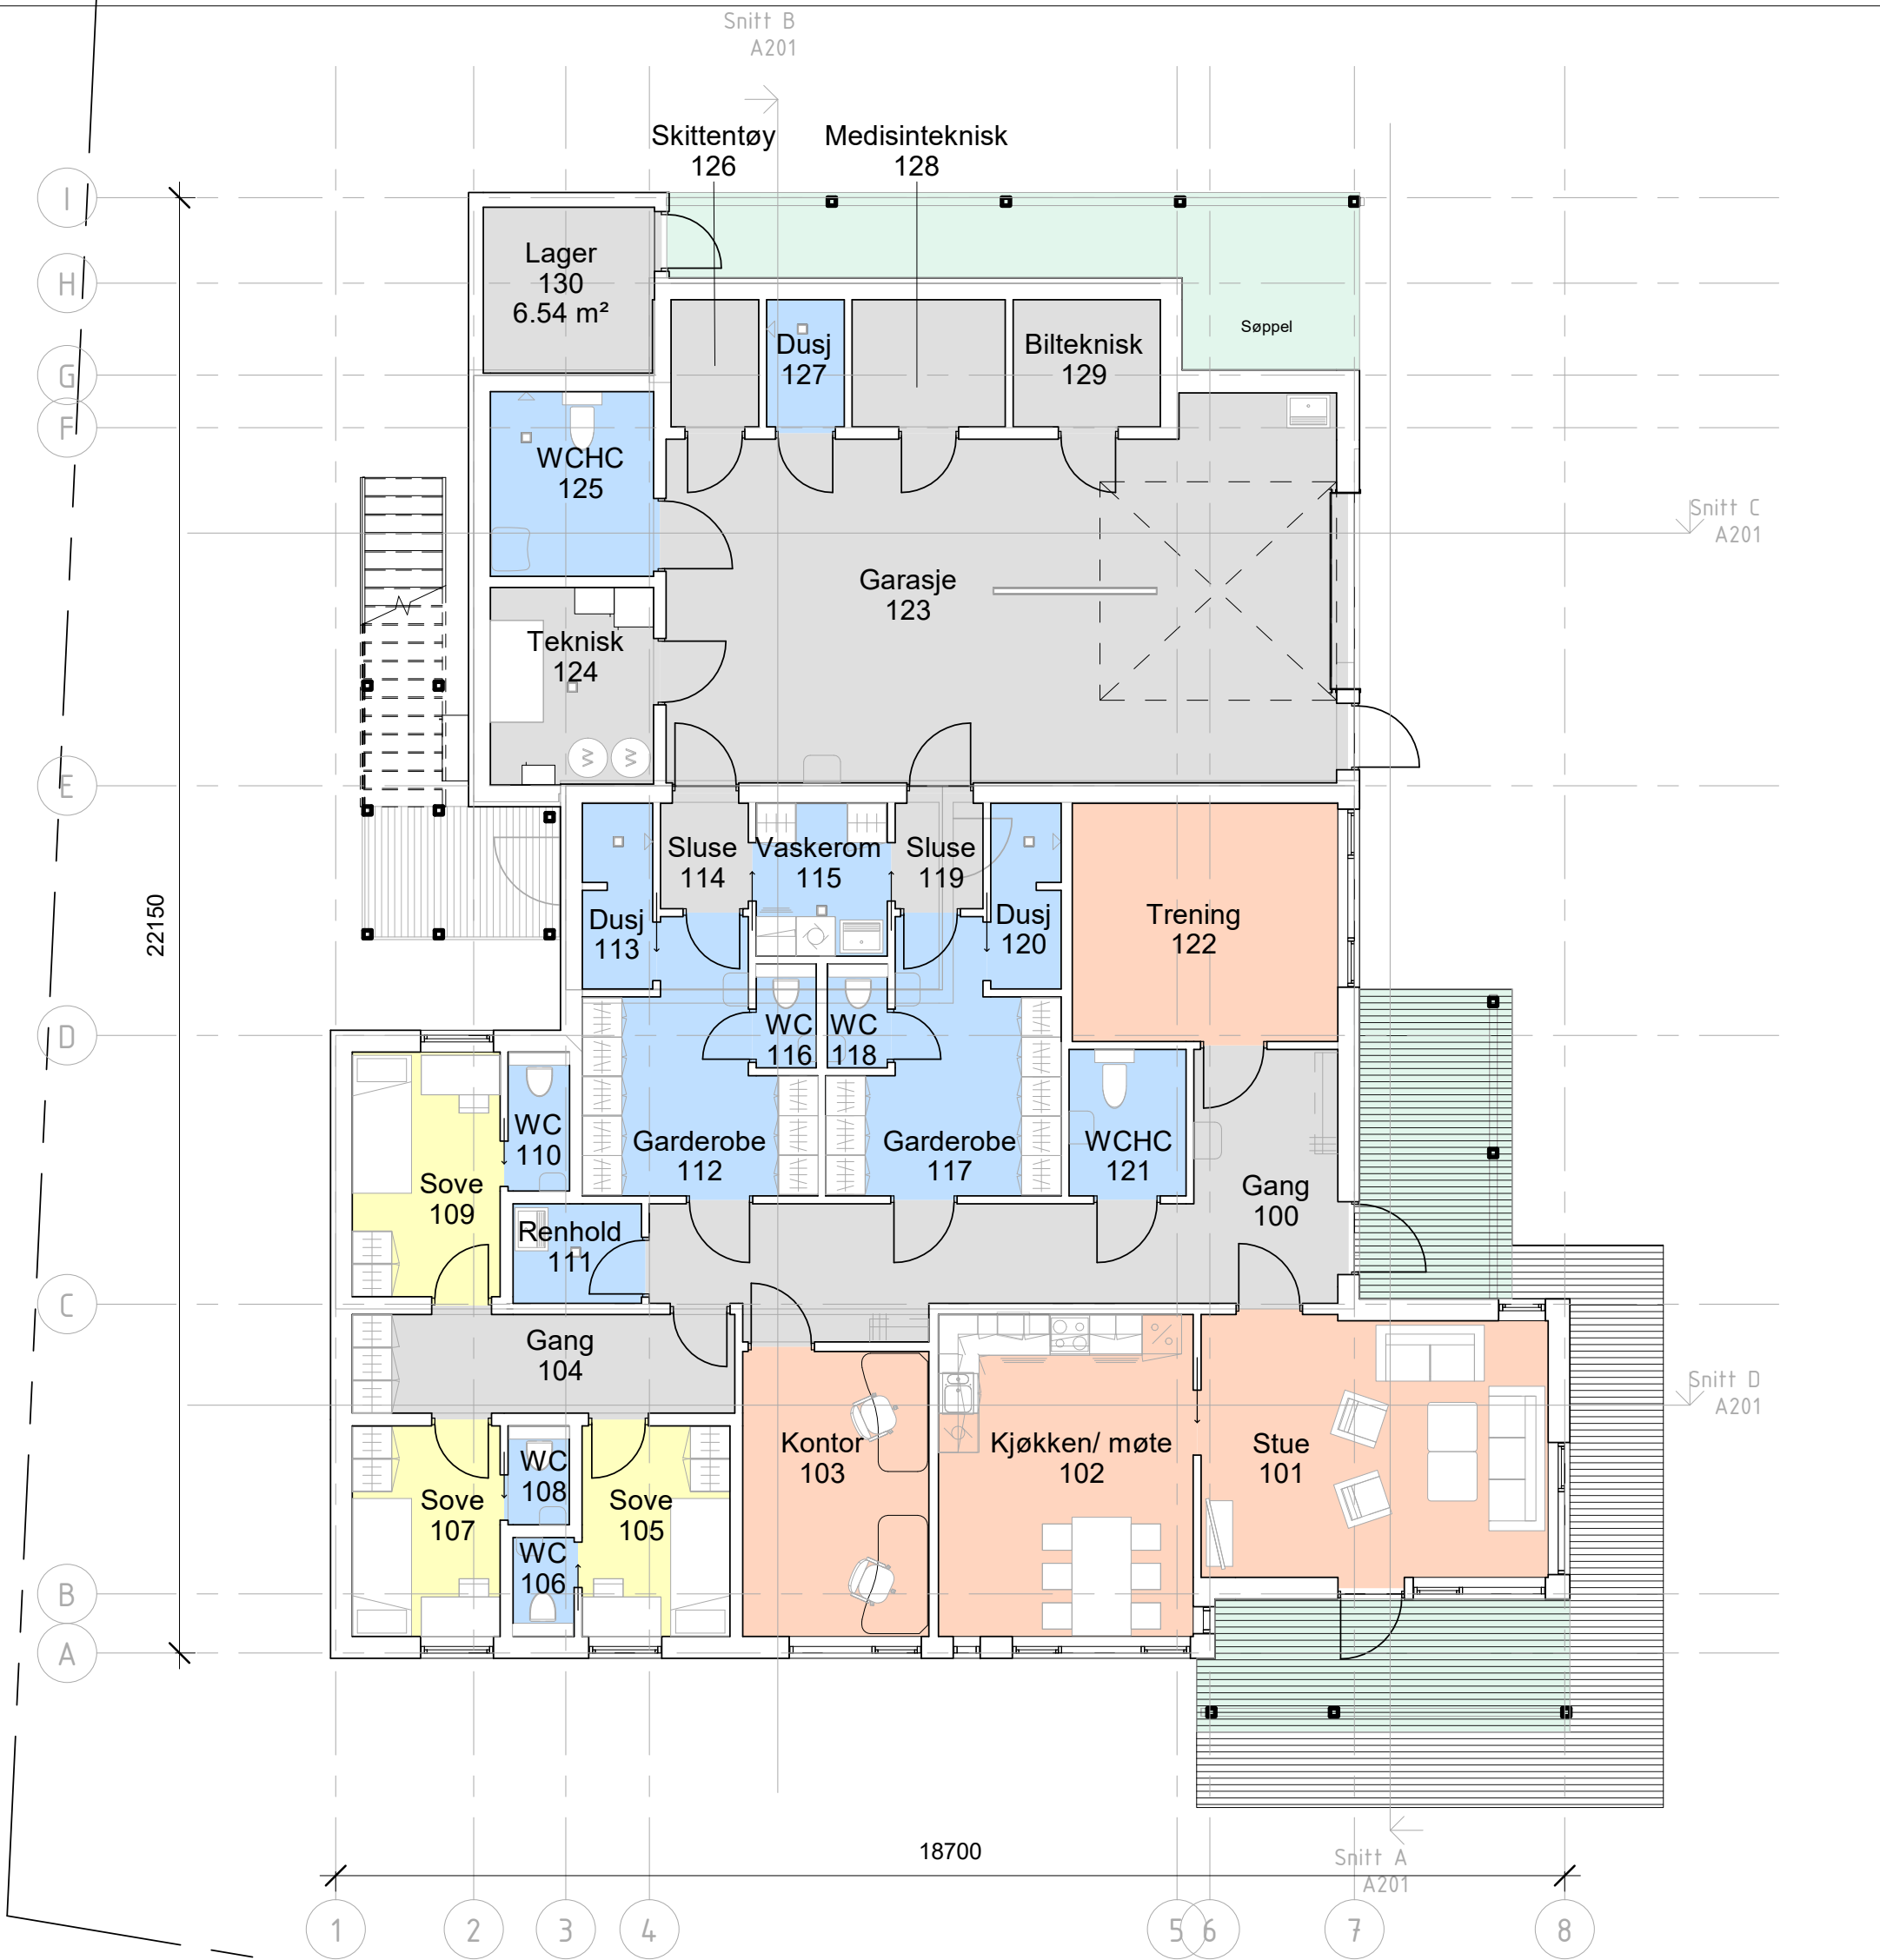 Snitt B
A201
Skittentøy
126
Medisinteknisk
128
I
H
G
F
E
D
C
B
A
Lager
130
6.54 m²
Søppel
Dusj
127
Bilteknisk
129
WCHC
125
Snitt C
A201
Garasje
123
Teknisk
124
W
W
22150
Sluse
114
Vaskerom
115
Sluse
119
Dusj
113
Dusj
120
Trening
122
WC
116
WC
118
WC
110
Garderobe
112
Garderobe
117
WCHC
121
Sove
109
Gang
100
Renhold
111
Gang
104
Snitt D
A201
Kontor
103
Kjøkken/ møte
102
Stue
101
WC
108
Sove
107
Sove
105
WC
106
18700
Snitt A
A201
1
2
3
4
5
6
7
8